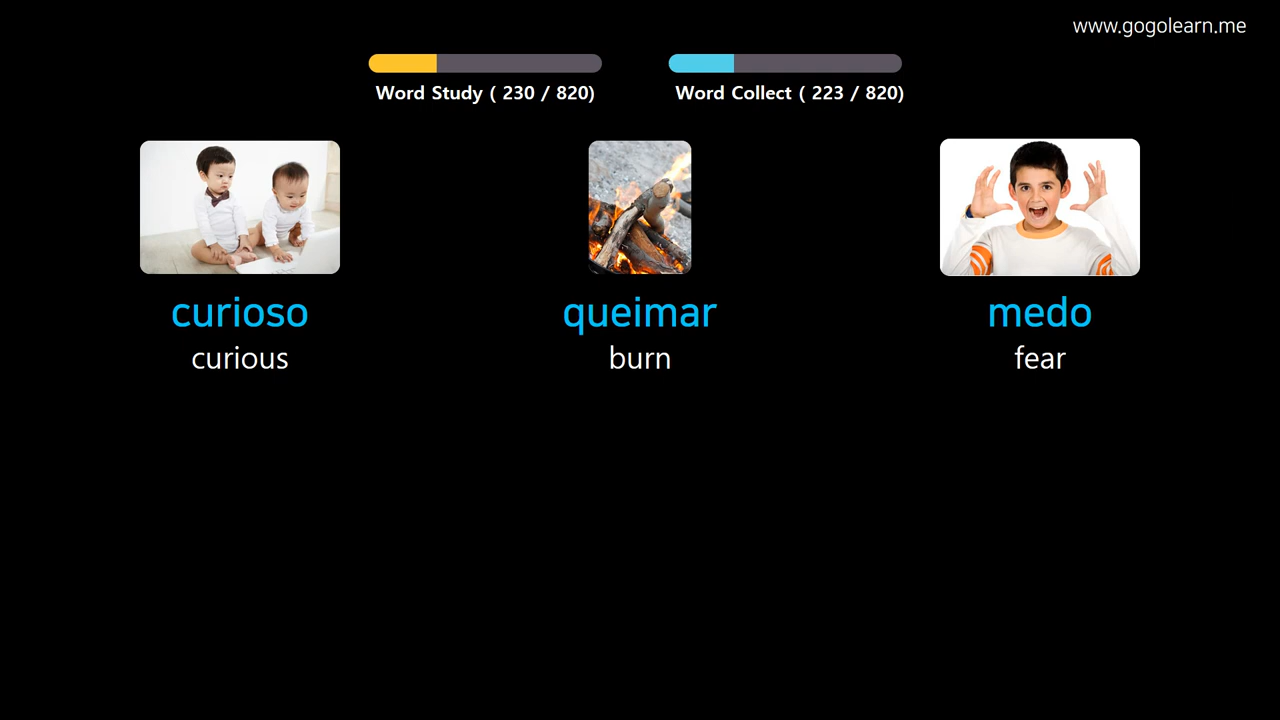 www.gogolearn.me
Word Study ( 230 / 820)
Word Collect ( 223 / 820)
curioso
curious
queimar
burn
medo
fear